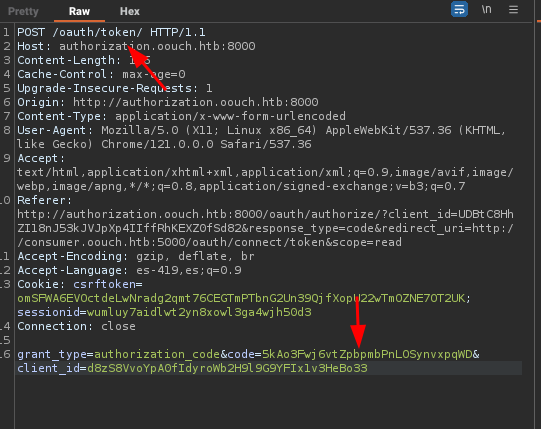 Pretty Raw Hex \n
1 POST /oauth/token/ HTTP/1.1
2 Host: authorization.oouch.htb:8000
3 Content-Length:
4 Cache-Control: max-age=0
5 Upgrade-Insecure-Requests: 1
6 Origin: http://authorization.oouch.htb:8000
7 Content-Type: application/x-www-form-urlencoded
8 User-Agent: Mozilla/5.0 (X11; Linux x86_64) AppleWebKit/537.36 (KHTML,
like Gecko) Chrome/121.0.0.0 Safari/537.36
9 Accept:
text/html,application/xhtml+xml,application/xml;q=0.9,image/avif,image/
webp,image/apng,*/*;q=0.8,application/signed-exchange;v=b3;q=0.7
10 Referer:
http://authorization.oouch.htb:8000/oauth/authorize/?client_id=UDBtC8Hh
ZI18nJ53kJVJpXp4IIffRhKEXZ0fSd82&response_type=code&redirect_uri=http:/
/consumer.oouch.htb:5000/oauth/connect/token&scope=read
11 Accept-Encoding: gzip, deflate, br
12 Accept-Language: es-419,es;q=0.9
13 Cookie: csrftoken=
omSFWA6EVOctdeLwNradg2qmt76CEGTmPTbnG2Un39QjfXopU22wTmOZNE7OT2UK;
sessionid=wumluy7aidlwt2yn8xowl3ga4wjh50d3
14 Connection: close
15
16 grant_type=authorization_code&code=5kAo3Fwj6vtZpbpmbPnLOSynvxpqWD&
client_id=d8zS8VvoYpAOfIdyroWb2H9l9G9YFIx1v3HeBo33